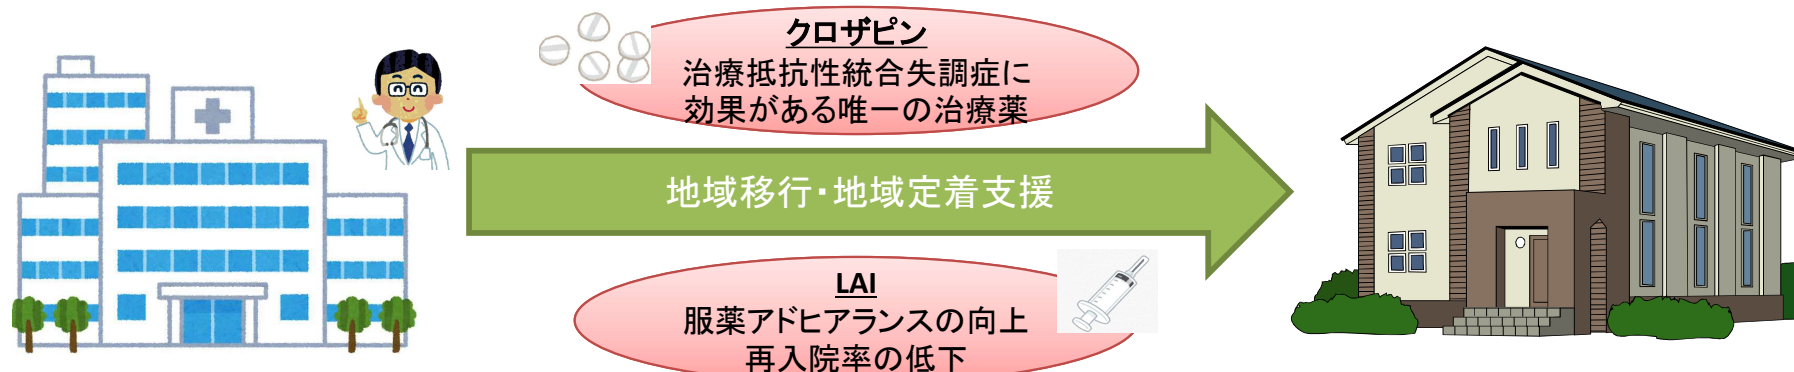 クロザピン
治療抵抗性統合失調症に
効果がある唯一の治療薬
地域移行・地域定着支援
LAI
服薬アドヒアランスの向上
再入院率の低下